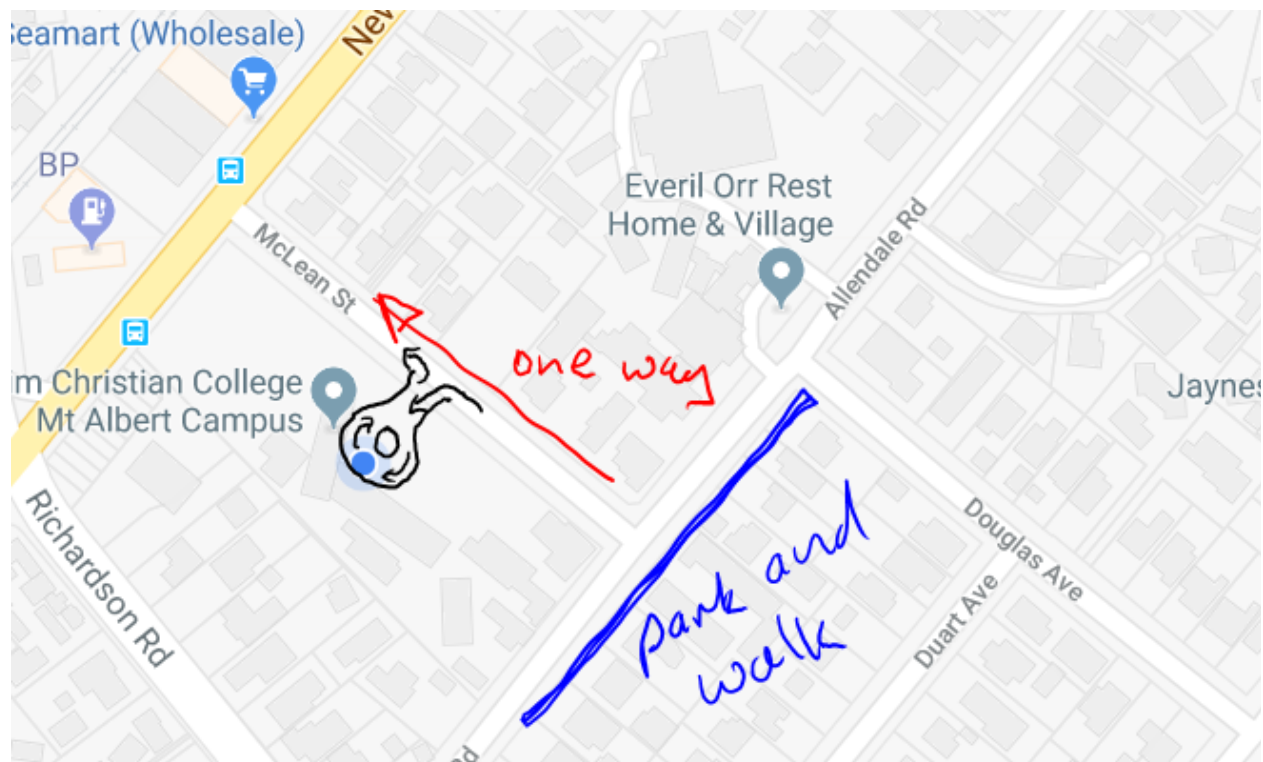 Seamart (Wholesale)
New
BP
McLean St
Everil Orr Rest
Home & Village
Allendale Rd
one way
im Christian College
Mt Albert Campus
Jaynes
Richardson Rd
park and
walk
Douglas Ave
Duart Ave
Rd